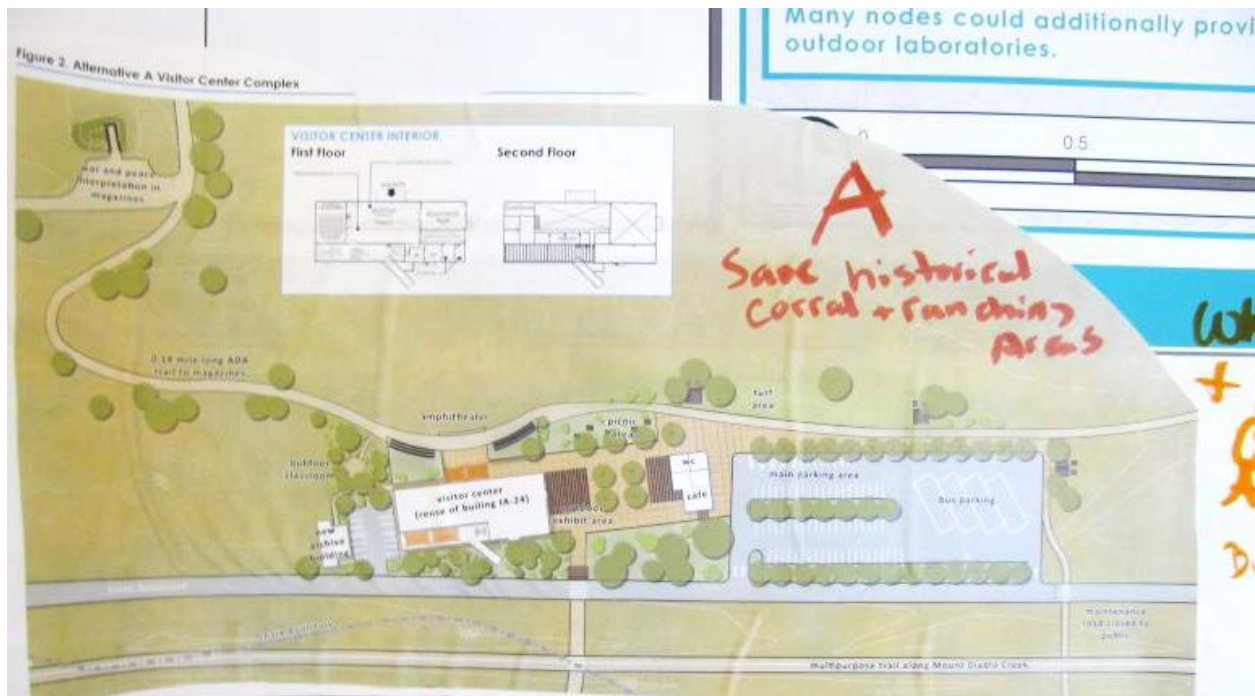 Many nodes could additionally provi
outdoor laboratories.
Figure 2. Alternative A Visitor Center Complex
0
0.5
VISITOR CENTER INTERIOR
First Floor
Second Floor
war and peace
interpretation in
magazines
A
Save historical
corral + ranching
Areas
+
0.14 mile long ADA
trail to magazines
amphitheater
turf
area
picnic
area
outdoor
classroom
WC
main parking area
visitor center
(reuse of builing IA-24)
cafe
bus parking
exhibit area
new
archive
building
maintenance
road closed to
public
park boundary
multipurpose trail along Mount Diablo Creek